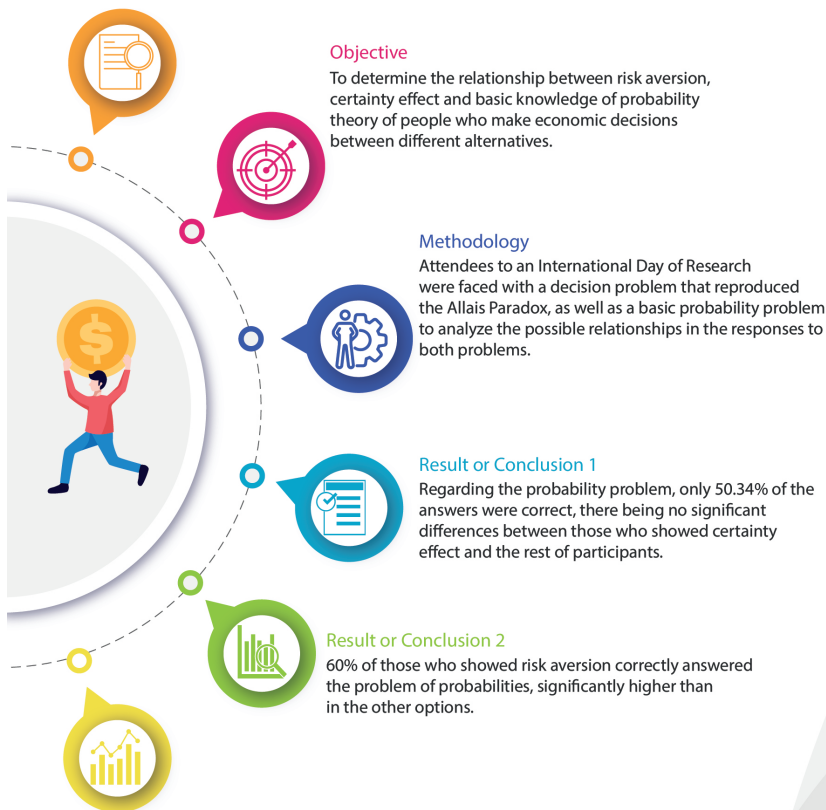 Objective
To determine the relationship between risk aversion,
certainty effect and basic knowledge of probability
theory of people who make economic decisions
between different alternatives.
Methodology
Attendees to an International Day of Research
were faced with a decision problem that reproduced
the Allais Paradox, as well as a basic probability problem
to analyze the possible relationships in the responses to
both problems.
Result or Conclusion 1
Regarding the probability problem, only 50.34% of the
answers were correct, there being no significant
differences between those who showed certainty
effect and the rest of participants.
Result or Conclusion 2
60% of those who showed risk aversion correctly answered
the problem of probabilities, significantly higher than
in the other options.
$